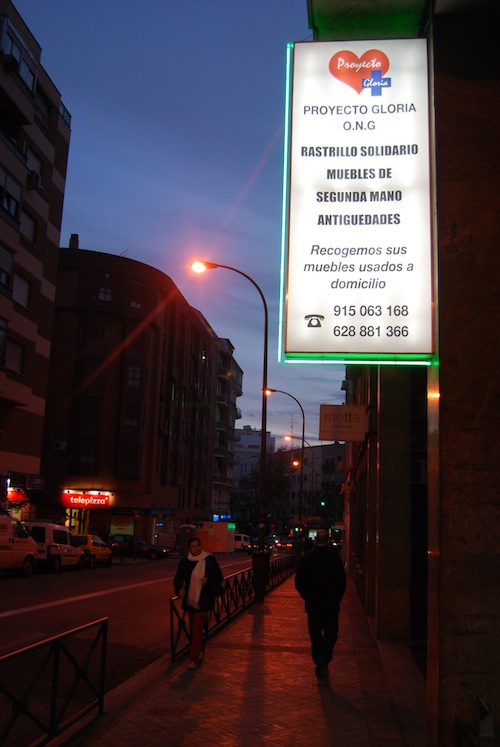 Proyecto
Gloria
PROYECTO GLORIA
O.N.G
RASTRILLO SOLIDARIO
MUEBLES DE
SEGUNDA MANO
ANTIGUEDADES
Recogemos sus
muebles usados a
domicilio
915 063 168
628 881 366
metta
telepizza